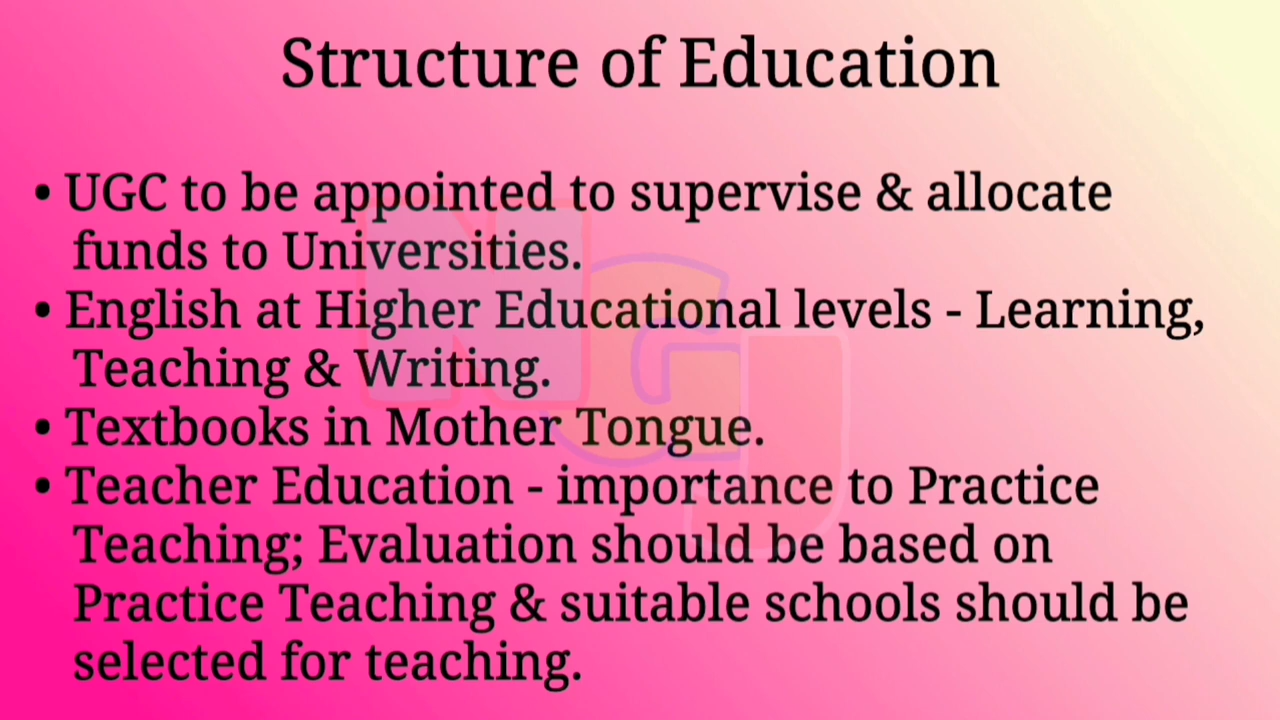 Structure of Education
• UGC to be appointed to supervise & allocate
funds to Universities.
• English at Higher Educational levels - Learning,
Teaching & Writing.
• Textbooks in Mother Tongue.
• Teacher Education - importance to Practice
Teaching; Evaluation should be based on
Practice Teaching & suitable schools should be
selected for teaching.